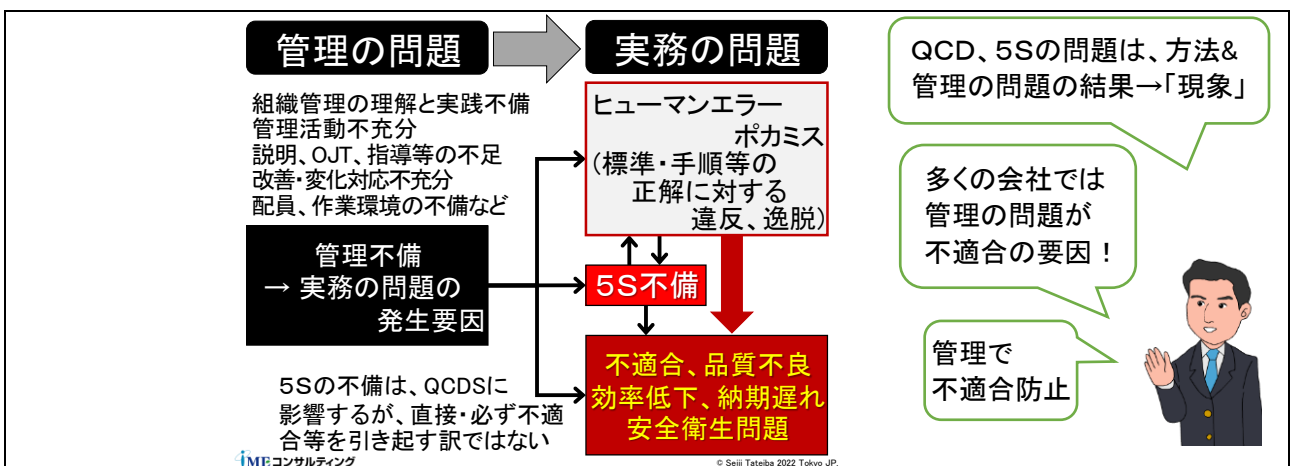 管理の問題
実務の問題
組織管理の理解と実践不備
管理活動不充分
説明、OJT、指導等の不足
改善・変化対応不充分
配員、作業環境の不備など
管理不備
→ 実務の問題の
発生要因
5Sの不備は、QCDSに
影響するが、直接・必ず不適
合等を引き起す訳ではない
ヒューマンエラー
ポカミス
(標準・手順等の
正解に対する
違反、逸脱)
5S不備
不適合、品質不良
効率低下、納期遅れ
安全衛生問題
QCD、5Sの問題は、方法&
管理の問題の結果→「現象」
多くの会社では
管理の問題が
不適合の要因！
管理で
不適合防止
IMEコンサルティング
© Seiji Tateiba 2022 Tokyo JP.